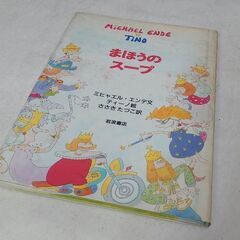 MICHAEL ENDE
TINO
まほうの
スープ
ミヒャエル・エンデ文
ティーノ絵
ささきたづこ訳
岩波書店